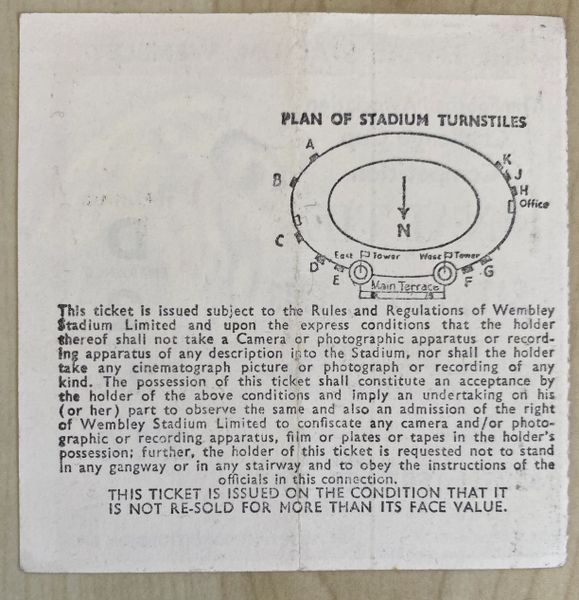 PLAN OF STADIUM TURNSTILES
A
K
J
B
H
Office
N
C
East Tower
West Tower
D
G
E
F
Main Terrace
This ticket is issued subject to the Rules and Regulations of Wembley
Stadium Limited and upon the express conditions that the holder
thereof shall not take a Camera or photographic apparatus or record-
ing apparatus of any description into the Stadium, nor shall the holder
take any cinematograph picture or photograph or recording of any
kind. The possession of this ticket shall constitute an acceptance by
the holder of the above conditions and imply an undertaking on his
(or her) part to observe the same and also an admission of the right
of Wembley Stadium Limited to confiscate any camera and/or photo-
graphic or recording apparatus, film or plates or tapes in the holder's
possession; further, the holder of this ticket is requested not to stand
in any gangway or in any stairway and to obey the instructions of the
officials in this connection.
THIS TICKET IS ISSUED ON THE CONDITION THAT IT
IS NOT RE-SOLD FOR MORE THAN ITS FACE VALUE.